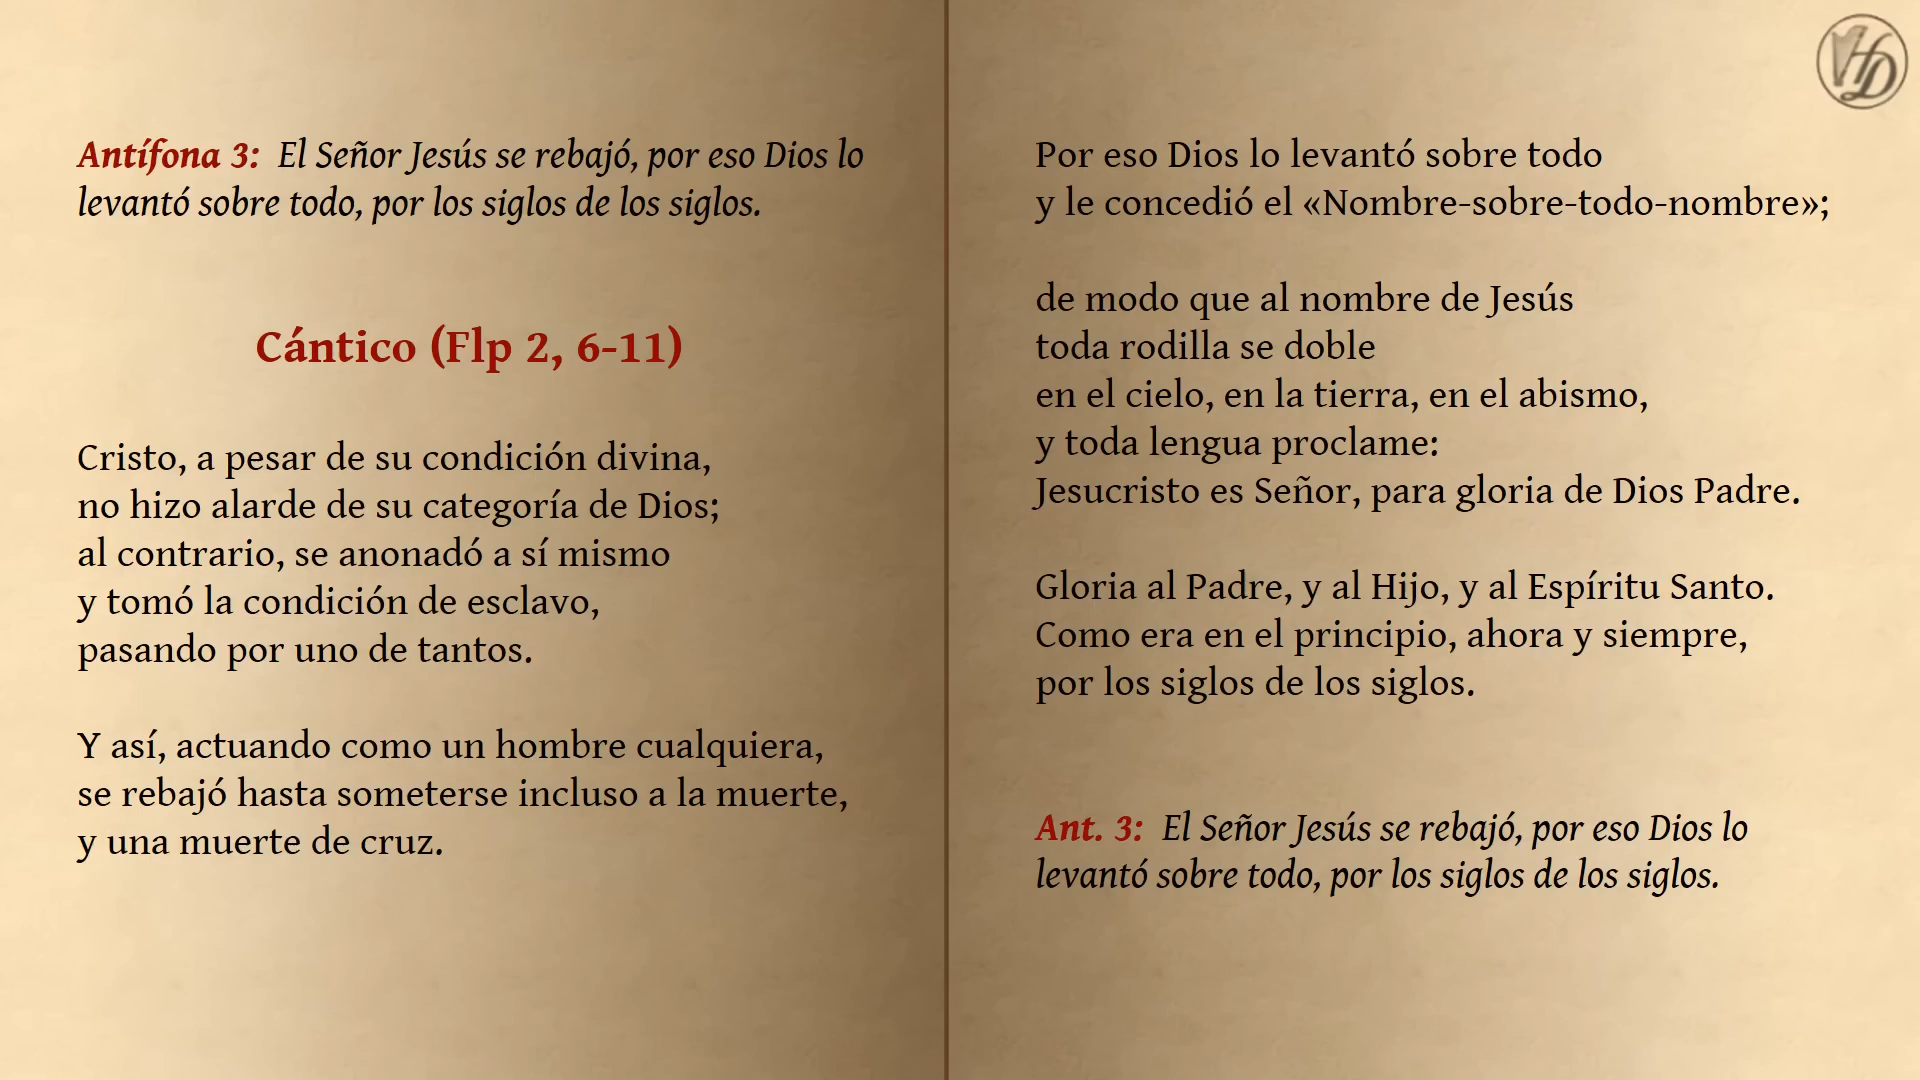 Antífona 3: El Señor Jesús se rebajó, por eso Dios lo
levantó sobre todo, por los siglos de los siglos.
Cántico (Flp 2, 6-11)
Cristo, a pesar de su condición divina,
no hizo alarde de su categoría de Dios;
al contrario, se anonadó a sí mismo
y tomó la condición de esclavo,
pasando por uno de tantos.
Y así, actuando como un hombre cualquiera,
se rebajó hasta someterse incluso a la muerte,
y una muerte de cruz.
Por eso Dios lo levantó sobre todo
y le concedió el «Nombre-sobre-todo-nombre»;
de modo que al nombre de Jesús
toda rodilla se doble
en el cielo, en la tierra, en el abismo,
y toda lengua proclame:
Jesucristo es Señor, para gloria de Dios Padre.
Gloria al Padre, y al Hijo, y al Espíritu Santo.
Como era en el principio, ahora y siempre,
por los siglos de los siglos.
Ant. 3: El Señor Jesús se rebajó, por eso Dios lo
levantó sobre todo, por los siglos de los siglos.
HD